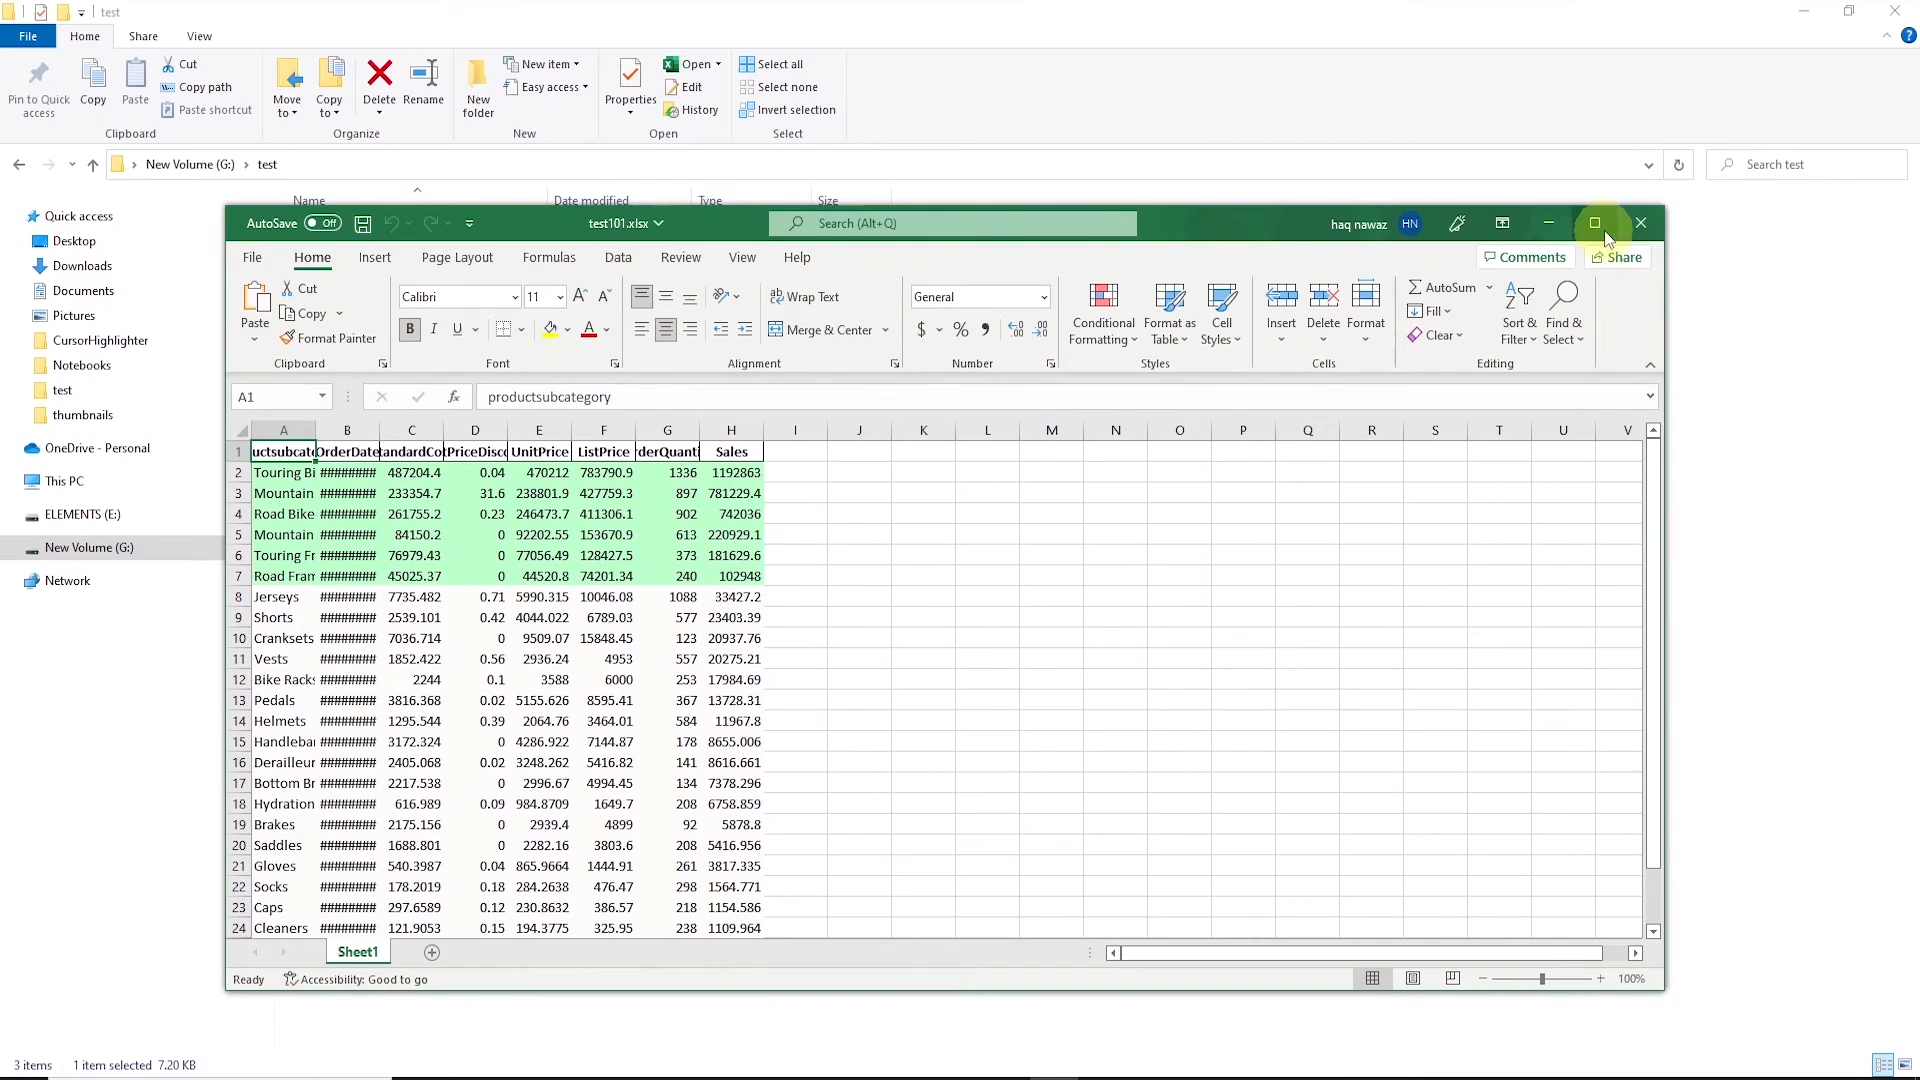 test
File Home Share View
Pin to Quick access
Copy
Paste
Cut
Copy path
Paste shortcut
Clipboard
Move to
Copy to
Delete
Rename
Organize
New folder
New item
Easy access
New
Properties
Open
Edit
History
Open
Select all
Select none
Invert selection
Select
New Volume (G:) › test
Search test
Name Date modified Type Size
Quick access
Desktop
Downloads
Documents
Pictures
CursorHighlighter
Notebooks
test
thumbnails
OneDrive - Personal
This PC
ELEMENTS (E:)
New Volume (G:)
Network
3 items 1 item selected 7.20 KB
AutoSave Off test101.xlsx Search (Alt+Q) haq nawaz HN
File Home Insert Page Layout Formulas Data Review View Help Comments Share
Paste
Cut
Copy
Format Painter
Clipboard
Calibri 11
B I U A
Font
Wrap Text
Merge & Center
Alignment
General
$ % ,
Number
Conditional Formatting
Format as Table
Cell Styles
Styles
Insert
Delete
Format
Cells
AutoSum
Fill
Clear
Sort & Filter
Find & Select
Editing
A1 fx productsubcategory
A B C D E F G H I J K L M N O P Q R S T U V
1 uctsubcate OrderDate tandardCo tPriceDisco UnitPrice ListPrice rderQuanti Sales
2 Touring Bi ######## 487204.4 0.04 470212 783790.9 1336 1192863
3 Mountain ######## 233354.7 31.6 238801.9 427759.3 897 781229.4
4 Road Bike ######## 261755.2 0.23 246473.7 411306.1 902 742036
5 Mountain ######## 84150.2 0 92202.55 153670.9 613 220929.1
6 Touring Fr ######## 76979.43 0 77056.49 128427.5 373 181629.6
7 Road Fram ######## 45025.37 0 44520.8 74201.34 240 102948
8 Jerseys ######## 7735.482 0.71 5990.315 10046.08 1088 33427.2
9 Shorts ######## 2539.101 0.42 4044.022 6789.03 577 23403.39
10 Cranksets ######## 7036.714 0 9509.07 15848.45 123 20937.76
11 Vests ######## 1852.422 0.56 2936.24 4953 557 20275.21
12 Bike Racks ######## 2244 0.1 3588 6000 253 17984.69
13 Pedals ######## 3816.368 0.02 5155.626 8595.41 367 13728.31
14 Helmets ######## 1295.544 0.39 2064.76 3464.01 584 11967.8
15 Handlebar ######## 3172.324 0 4286.922 7144.87 178 8655.006
16 Derailleur ######## 2405.068 0.02 3248.262 5416.82 141 8616.661
17 Bottom Br ######## 2217.538 0 2996.67 4994.45 134 7378.296
18 Hydration ######## 616.989 0.09 984.8709 1649.7 208 6758.859
19 Brakes ######## 2175.156 0 2939.4 4899 92 5878.8
20 Saddles ######## 1688.801 0 2282.16 3803.6 208 5416.956
21 Gloves ######## 540.3987 0.04 865.9664 1444.91 261 3817.335
22 Socks ######## 178.2019 0.18 284.2638 476.47 298 1564.771
23 Caps ######## 297.6589 0.12 230.8632 386.57 218 1154.586
24 Cleaners ######## 121.9053 0.15 194.3775 325.95 238 1109.964
Sheet1
Ready Accessibility: Good to go 100%